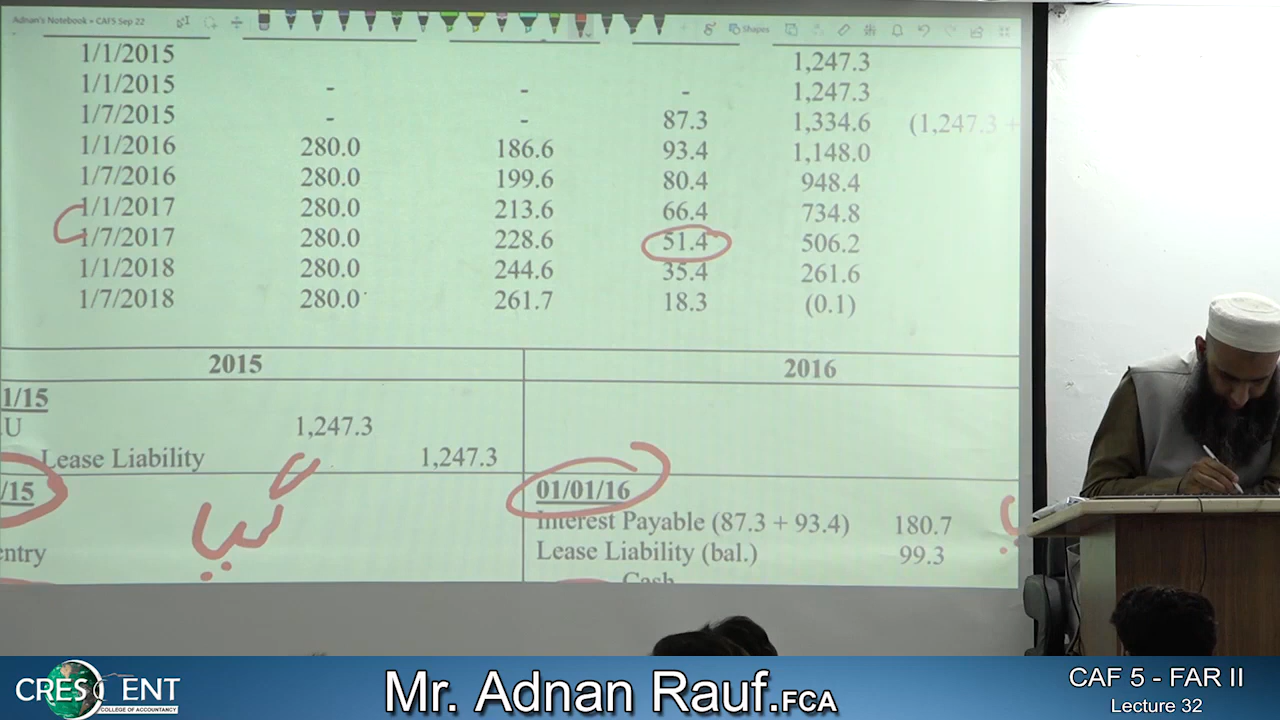 Adnan's Notebook » CAF5 Sep 22 Shapes
1/1/2015 1,247.3
1/1/2015 - - - 1,247.3
1/7/2015 - - 87.3 1,334.6 (1,247.3 +
1/1/2016 280.0 186.6 93.4 1,148.0
1/7/2016 280.0 199.6 80.4 948.4
1/1/2017 280.0 213.6 66.4 734.8
1/7/2017 280.0 228.6 51.4 506.2
1/1/2018 280.0 244.6 35.4 261.6
1/7/2018 280.0 261.7 18.3 (0.1)
2015 2016
1/15
.U 1,247.3
Lease Liability 1,247.3
/15 01/01/16
Interest Payable (87.3 + 93.4) 180.7
entry Lease Liability (bal.) 99.3
Cash
CRESCENT
COLLEGE OF ACCOUNTANCY
Mr. Adnan Rauf.FCA
CAF 5 - FAR II
Lecture 32